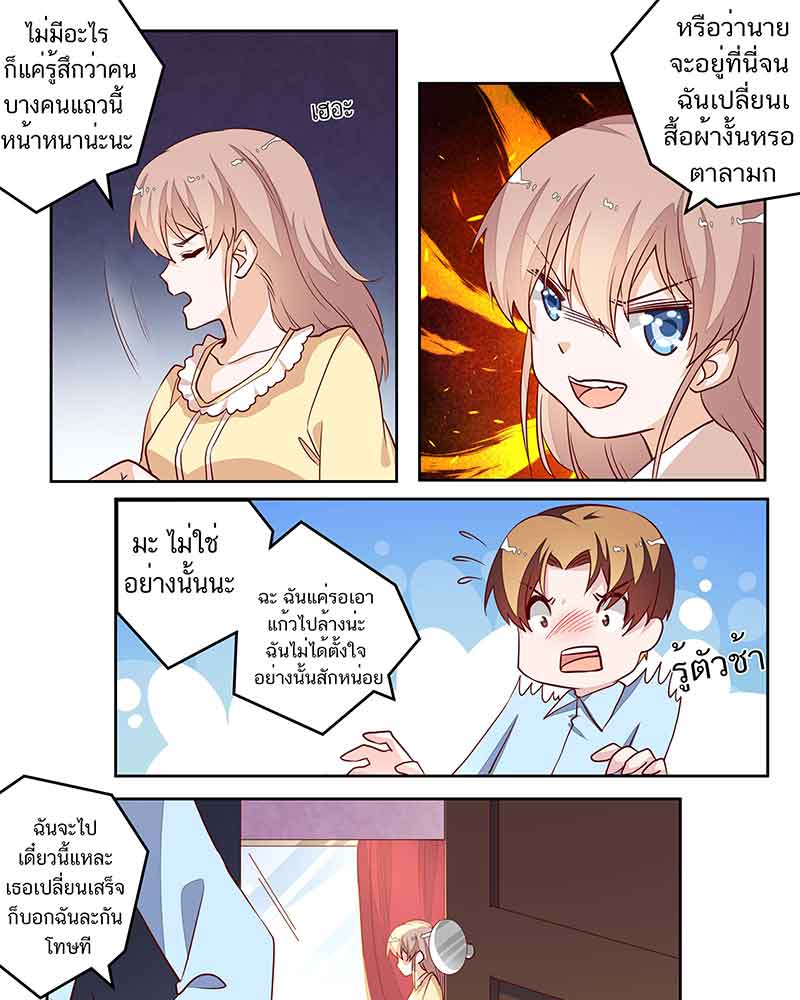 ไม่มีอะไร
ก็แค่รู้สึกว่าคน
บางคนแถวนี้
หน้าหนาน่ะนะ
เฮอะ
หรือว่านาย
จะอยู่ที่นี่จน
ฉันเปลี่ยนเ
สื้อผ้างั้นหรอ
ตาลามก
มะ ไม่ใช่
อย่างนั้นนะ
ฉะ ฉันแค่รอเอา
แก้วไปล้างน่ะ
ฉันไม่ได้ตั้งใจ
อย่างนั้นสักหน่อย
รู้ตัวช้า
ฉันจะไป
เดี๋ยวนี้แหละ
เธอเปลี่ยนเสร็จ
ก็บอกฉันละกัน
โทษที